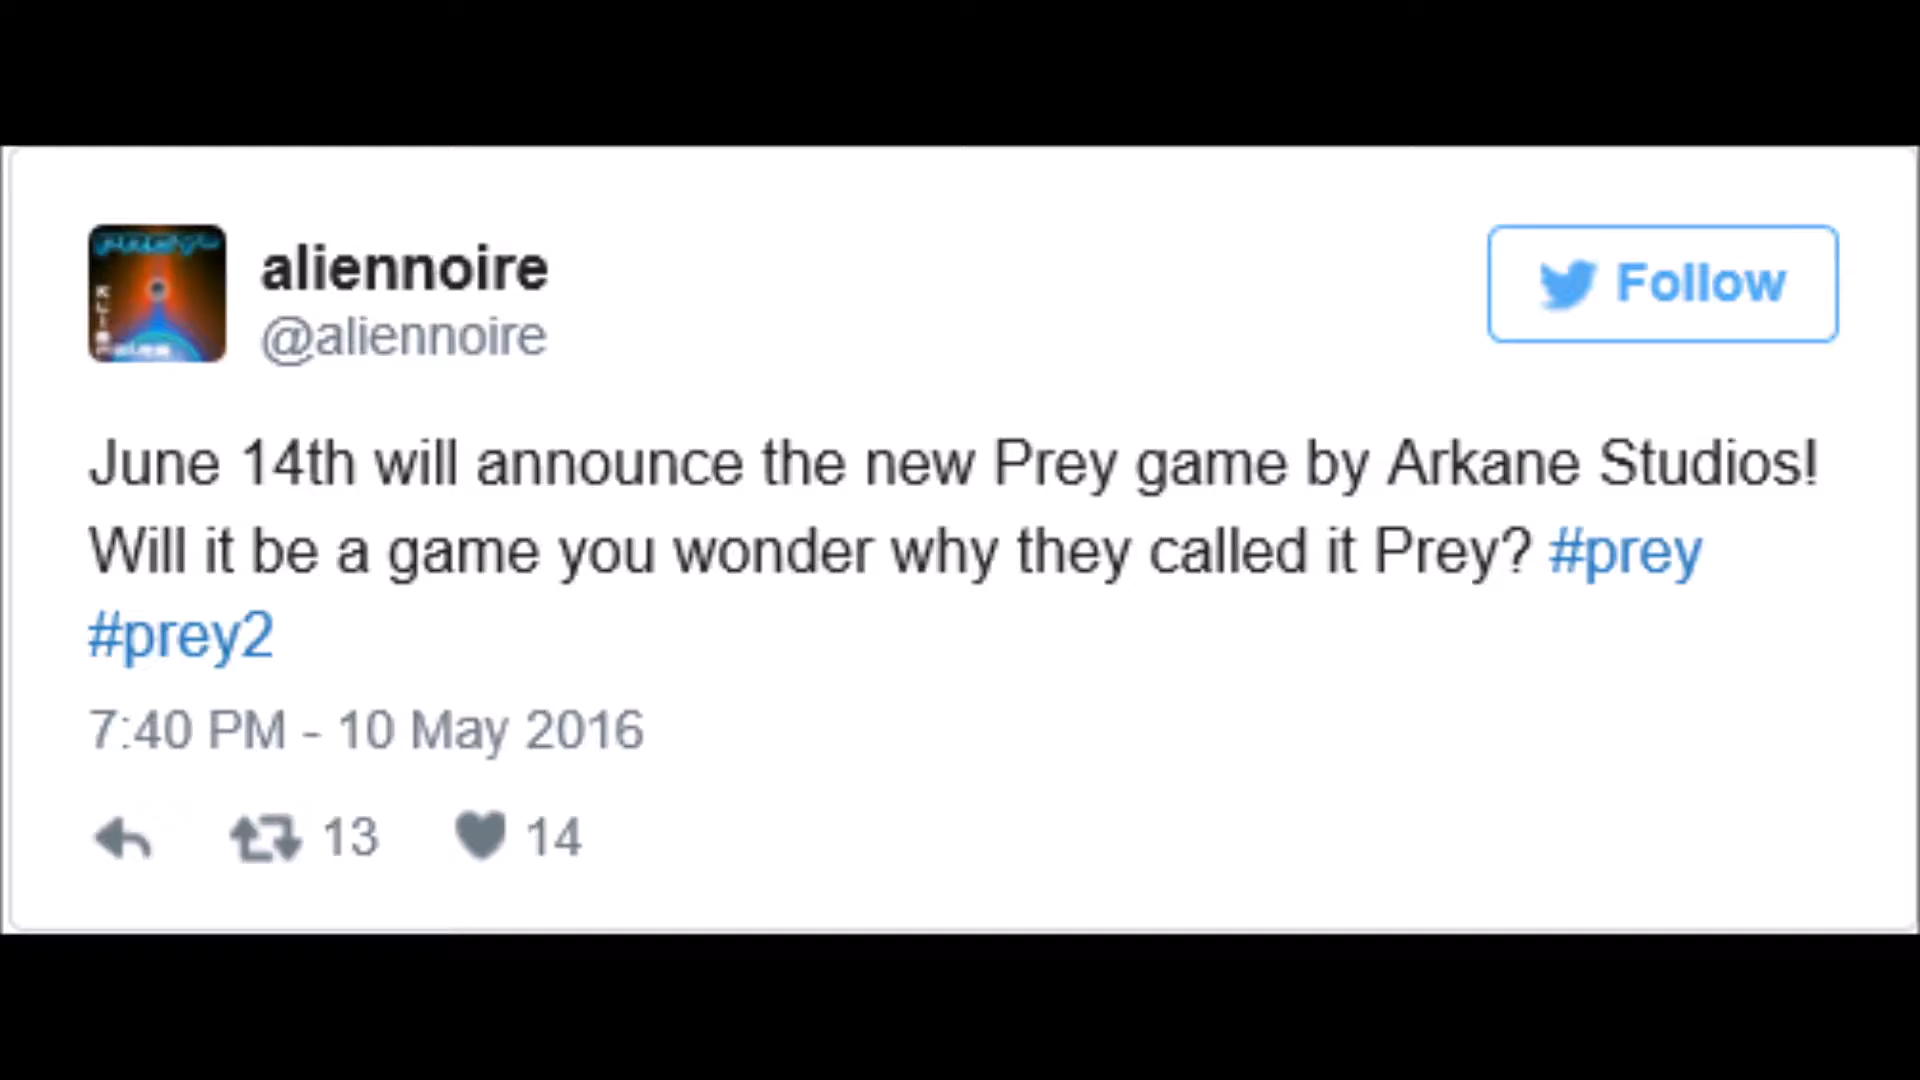 aliennoire
@aliennoire
Follow
June 14th will announce the new Prey game by Arkane Studios!
Will it be a game you wonder why they called it Prey? #prey
#prey2
7:40 PM - 10 May 2016
13 14